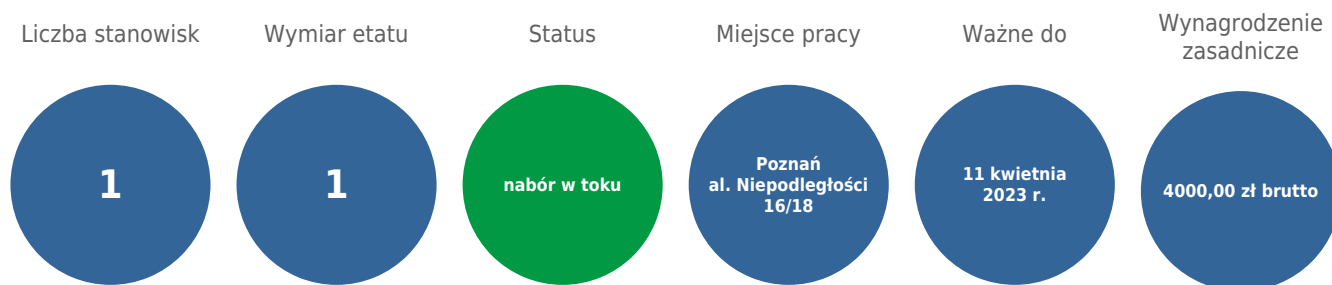 Liczba stanowisk
1
Wymiar etatu
1
Status
nabór w toku
Miejsce pracy
Poznań
al. Niepodległości
16/18
Ważne do
11 kwietnia
2023 r.
Wynagrodzenie
zasadnicze
4000,00 zł brutto